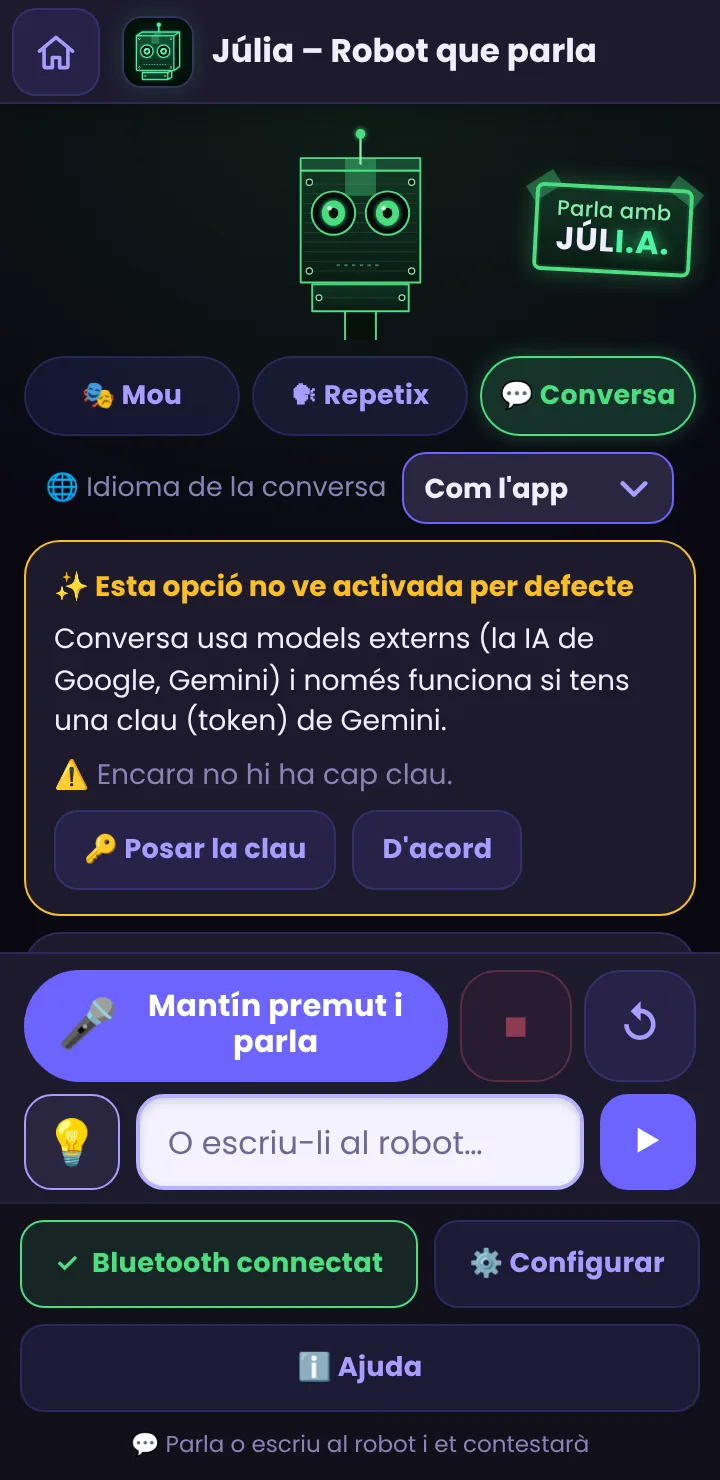 Júlia – Robot que parla
Parla amb
JÚLI.A.
🎭 Mou
🗣 Repetix
💬 Conversa
🌐 Idioma de la conversa
Com l'app
✨ Esta opció no ve activada per defecte
Conversa usa models externs (la IA de
Google, Gemini) i només funciona si tens
una clau (token) de Gemini.
⚠️ Encara no hi ha cap clau.
🔑 Posar la clau
D'acord
🎤 Mantín premut i
parla
O escriu-li al robot...
✓ Bluetooth connectat
⚙️ Configurar
ℹ️ Ajuda
💬 Parla o escriu al robot i et contestarà